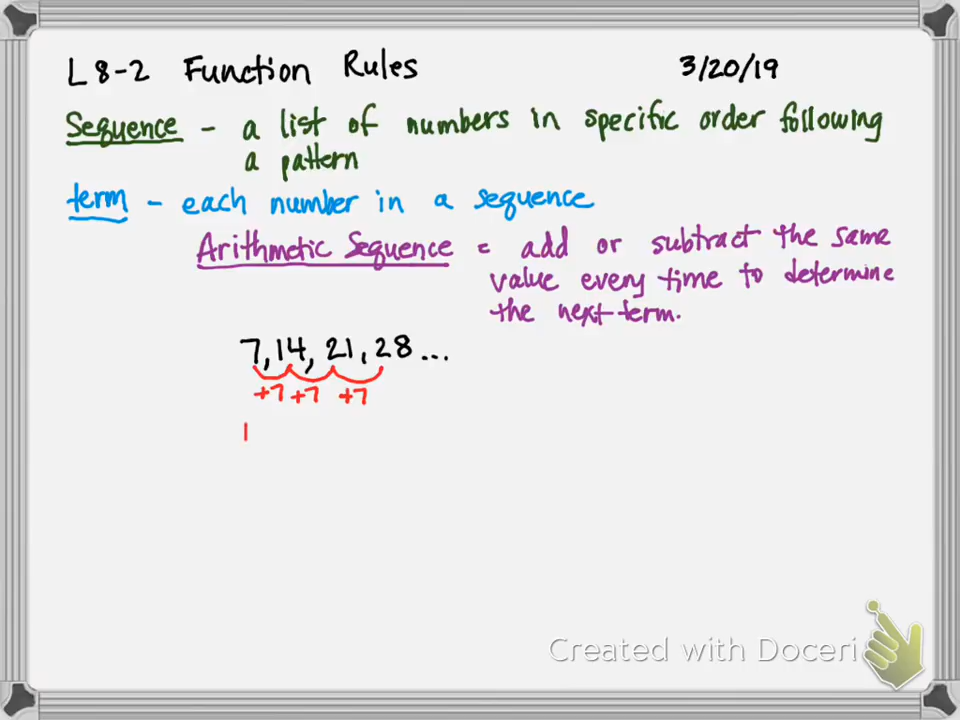 L 8-2 Function Rules 3/20/19
Sequence - a list of numbers in specific order following
a pattern
term - each number in a sequence
Arithmetic Sequence = add or subtract the same
value every time to determine
the next term.
7, 14, 21, 28 ...
+7 +7 +7
1
Created with Doceri